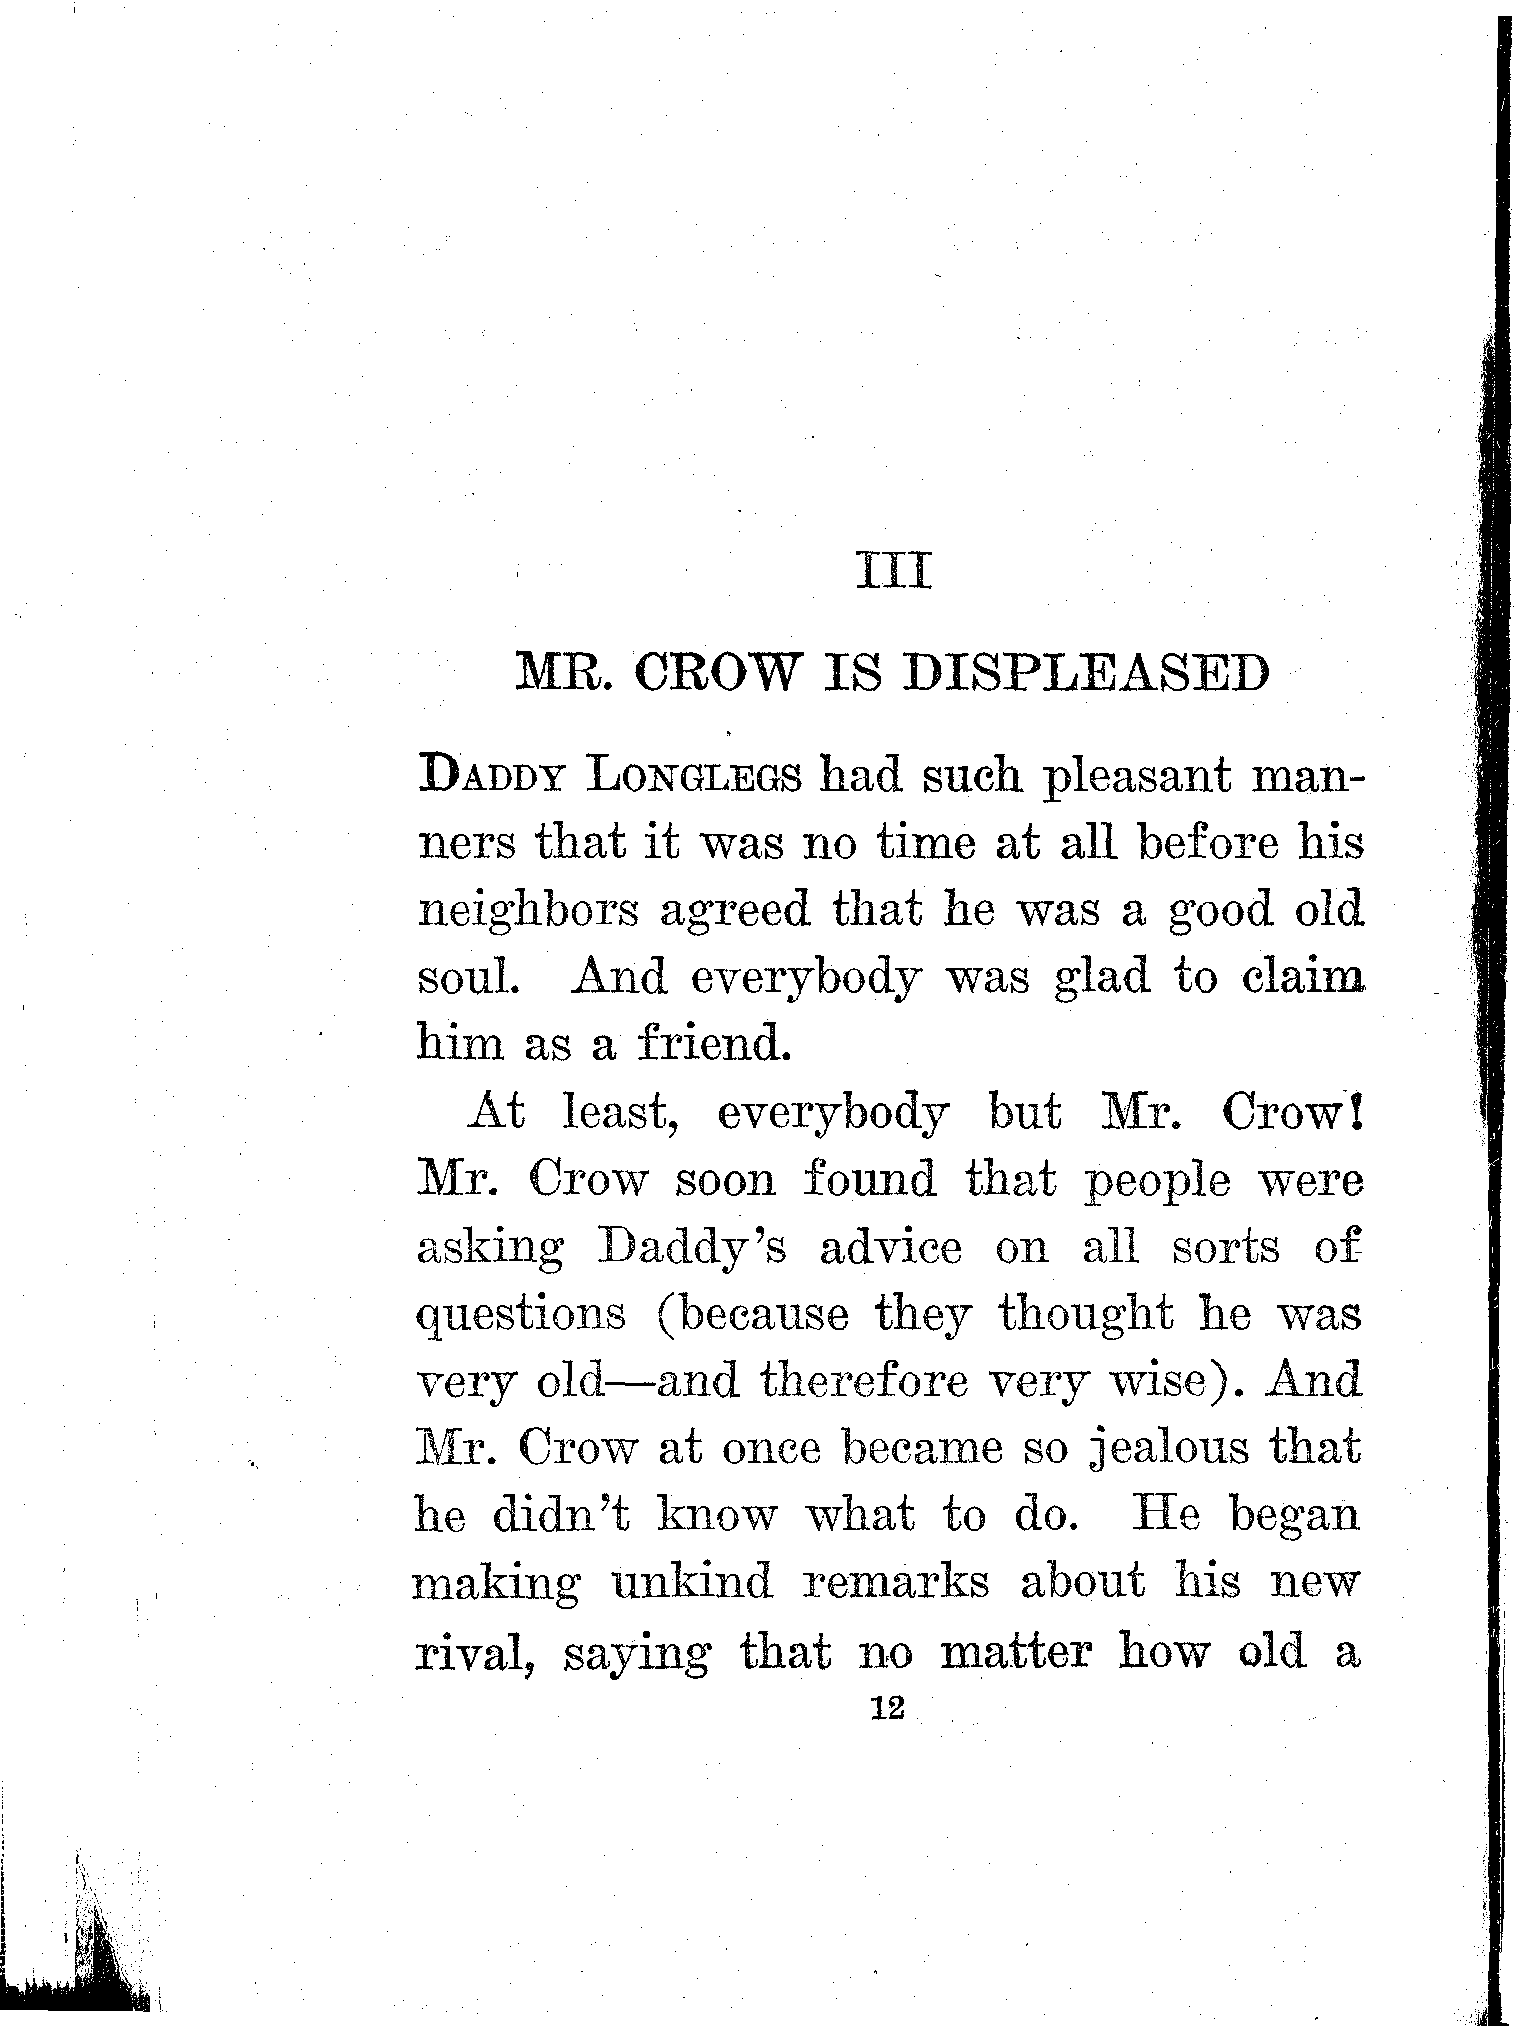 III
MR. CROW IS DISPLEASED
DADDY LONGLEGS had such pleasant man-
ners that it was no time at all before his
neighbors agreed that he was a good old
soul. And everybody was glad to claim
him as a friend.
At least, everybody but Mr. Crow!
Mr. Crow soon found that people were
asking Daddy's advice on all sorts of
questions (because they thought he was
very old—and therefore very wise). And
Mr. Crow at once became so jealous that
he didn't know what to do. He began
making unkind remarks about his new
rival, saying that no matter how old a
12